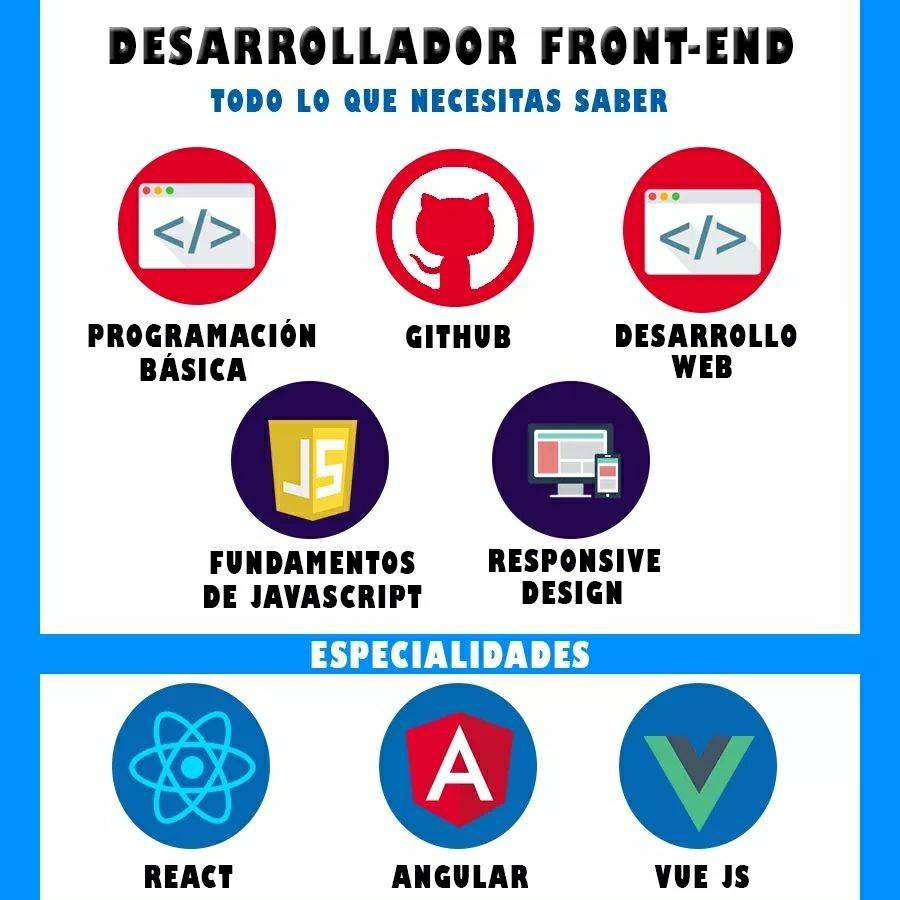 DESARROLLADOR FRONT-END
TODO LO QUE NECESITAS SABER
</>
</>
PROGRAMACIÓN
BÁSICA
GITHUB
DESARROLLO
WEB
JS
FUNDAMENTOS
DE JAVASCRIPT
RESPONSIVE
DESIGN
ESPECIALIDADES
A
REACT
ANGULAR
VUE JS